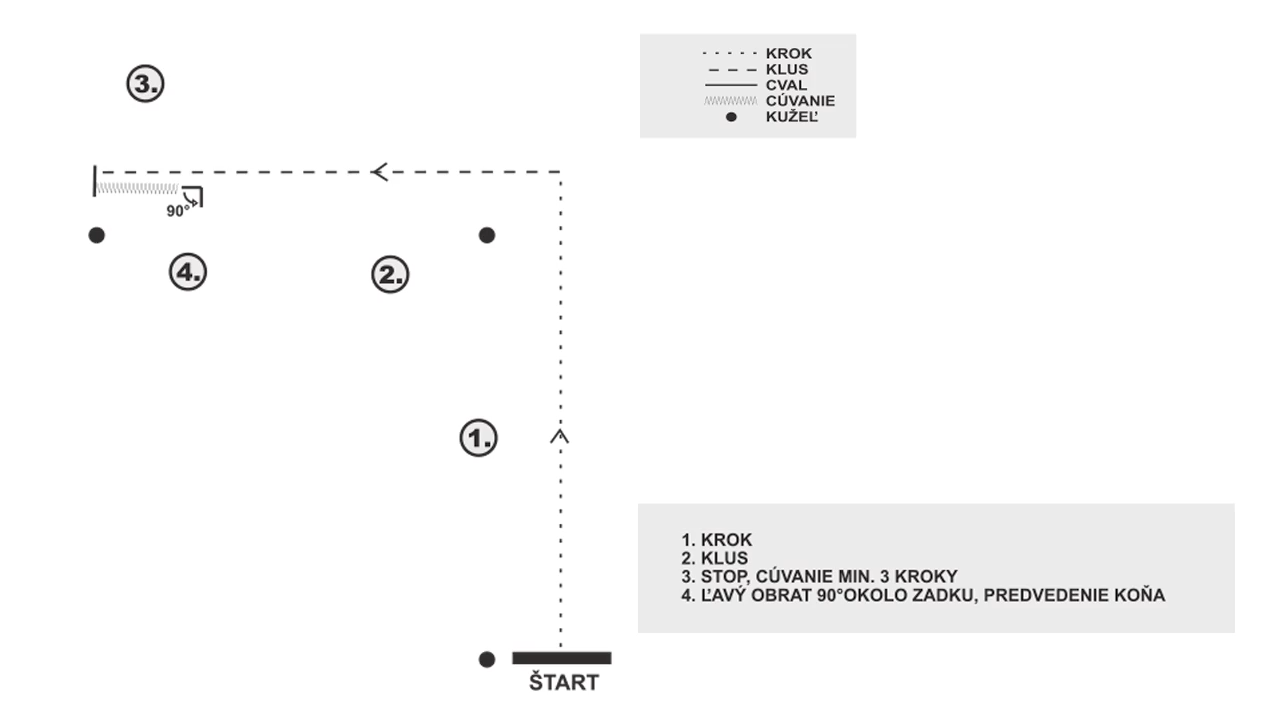 3.
KROK
KLUS
CVAL
CÚVANIE
KUŽEĽ
90°
4.
2.
1.
1. KROK
2. KLUS
3. STOP, CÚVANIE MIN. 3 KROKY
4. ĽAVÝ OBRAT 90°OKOLO ZADKU, PREDVEDENIE KOŇA
ŠTART